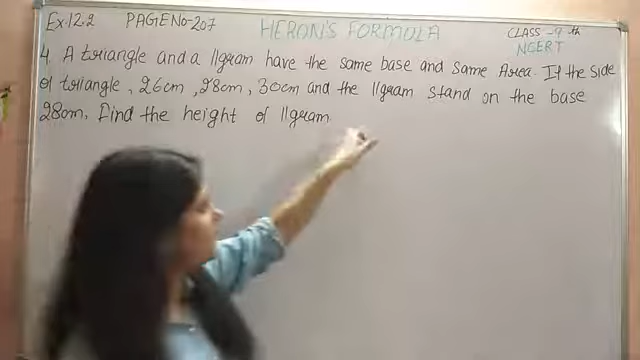 Ex.12.2 PAGE No-207 HERON'S FORMULA CLASS-9th
NCERT
4. A triangle and a llgram have the same base and same Area. If the side
of triangle, 26cm, 28cm, 30cm and the llgram stand on the base
28cm. Find the height of llgram.